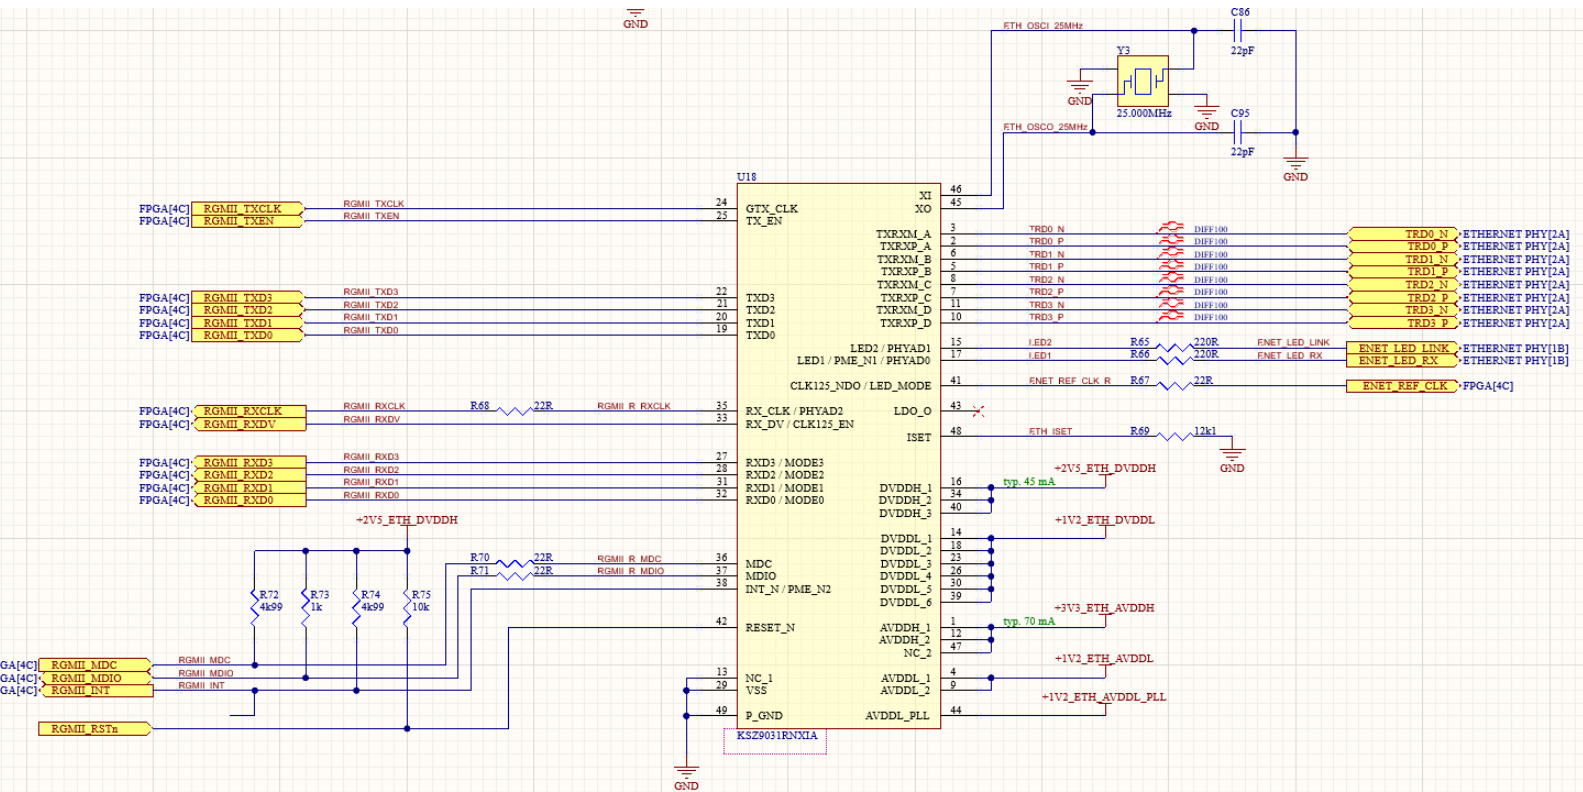 GND
C86
22pF
ETH_OSCI_25MHz
Y3
GND
25.000MHz
GND
C95
22pF
ETH_OSCO_25MHz
GND
U18
FPGA[4C] RGMII_TXCLK RGMII_TXCLK 24 GTX_CLK
FPGA[4C] RGMII_TXEN RGMII_TXEN 25 TX_EN
FPGA[4C] RGMII_TXD3 RGMII_TXD3 22 TXD3
FPGA[4C] RGMII_TXD2 RGMII_TXD2 21 TXD2
FPGA[4C] RGMII_TXD1 RGMII_TXD1 20 TXD1
FPGA[4C] RGMII_TXD0 RGMII_TXD0 19 TXD0
FPGA[4C] RGMII_RXCLK RGMII_RXCLK R68 22R RGMII_R_RXCLK 35 RX_CLK / PHYAD2
FPGA[4C] RGMII_RXDV RGMII_RXDV 33 RX_DV / CLK125_EN
FPGA[4C] RGMII_RXD3 RGMII_RXD3 27 RXD3 / MODE3
FPGA[4C] RGMII_RXD2 RGMII_RXD2 28 RXD2 / MODE2
FPGA[4C] RGMII_RXD1 RGMII_RXD1 31 RXD1 / MODE1
FPGA[4C] RGMII_RXD0 RGMII_RXD0 32 RXD0 / MODE0
+2V5_ETH_DVDDH
R70 22R RGMII_R_MDC 36 MDC
R71 22R RGMII_R_MDIO 37 MDIO
38 INT_N / PME_N2
R72 4k99
R73 1k
R74 4k99
R75 10k
42 RESET_N
GA[4C] RGMII_MDC RGMII_MDC
GA[4C] RGMII_MDIO RGMII_MDIO
GA[4C] RGMII_INT RGMII_INT
RGMII_RSTn
13 NC_1
29 VSS
49 P_GND
GND
KSZ9031RNXIA
XI 46
XO 45
TXRXM_A 3 TRD0_N DIFF100 TRD0_N ETHERNET PHY[2A]
TXRXP_A 2 TRD0_P DIFF100 TRD0_P ETHERNET PHY[2A]
TXRXM_B 6 TRD1_N DIFF100 TRD1_N ETHERNET PHY[2A]
TXRXP_B 5 TRD1_P DIFF100 TRD1_P ETHERNET PHY[2A]
TXRXM_C 8 TRD2_N DIFF100 TRD2_N ETHERNET PHY[2A]
TXRXP_C 7 TRD2_P DIFF100 TRD2_P ETHERNET PHY[2A]
TXRXM_D 11 TRD3_N DIFF100 TRD3_N ETHERNET PHY[2A]
TXRXP_D 10 TRD3_P DIFF100 TRD3_P ETHERNET PHY[2A]
LED2 / PHYAD1 15 LED2 R65 220R ENET_LED_LINK ENET_LED_LINK ETHERNET PHY[1B]
LED1 / PME_N1 / PHYAD0 17 LED1 R66 220R ENET_LED_RX ENET_LED_RX ETHERNET PHY[1B]
CLK125_NDO / LED_MODE 41 ENET_REF_CLK_R R67 22R ENET_REF_CLK FPGA[4C]
LDO_O 43
ISET 48 ETH_ISET R69 12k1
GND
+2V5_ETH_DVDDH
DVDDH_1 16 typ. 45 mA
DVDDH_2 34
DVDDH_3 40
+1V2_ETH_DVDDL
DVDDL_1 14
DVDDL_2 18
DVDDL_3 23
DVDDL_4 26
DVDDL_5 30
DVDDL_6 39
+3V3_ETH_AVDDH
AVDDH_1 1 typ. 70 mA
AVDDH_2 12
NC_2 47
+1V2_ETH_AVDDL
AVDDL_1 4
AVDDL_2 9
+1V2_ETH_AVDDL_PLL
AVDDL_PLL 44